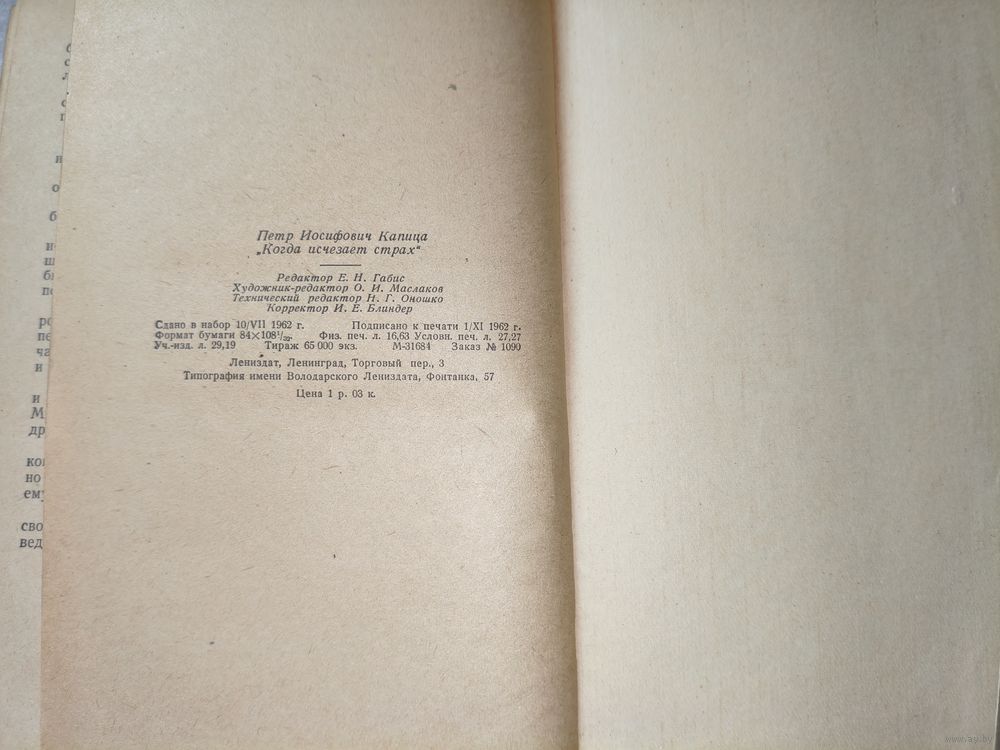 Петр Иосифович Капица
„Когда исчезает страх“
Редактор Е. Н. Габис
Художник-редактор О. И. Маслаков
Технический редактор Н. Г. Оношко
Корректор И. Е. Блиндер
Сдано в набор 10/VII 1962 г. Подписано к печати 1/XI 1962 г.
Формат бумаги 84×108¹/₃₂. Физ. печ. л. 16,63 Условн. печ. л. 27,27
Уч.-изд. л. 29,19 Тираж 65 000 экз. М-31684 Заказ № 1090
Лениздат, Ленинград, Торговый пер., 3
Типография имени Володарского Лениздата, Фонтанка, 57
Цена 1 р. 03 к.
www.ay.by